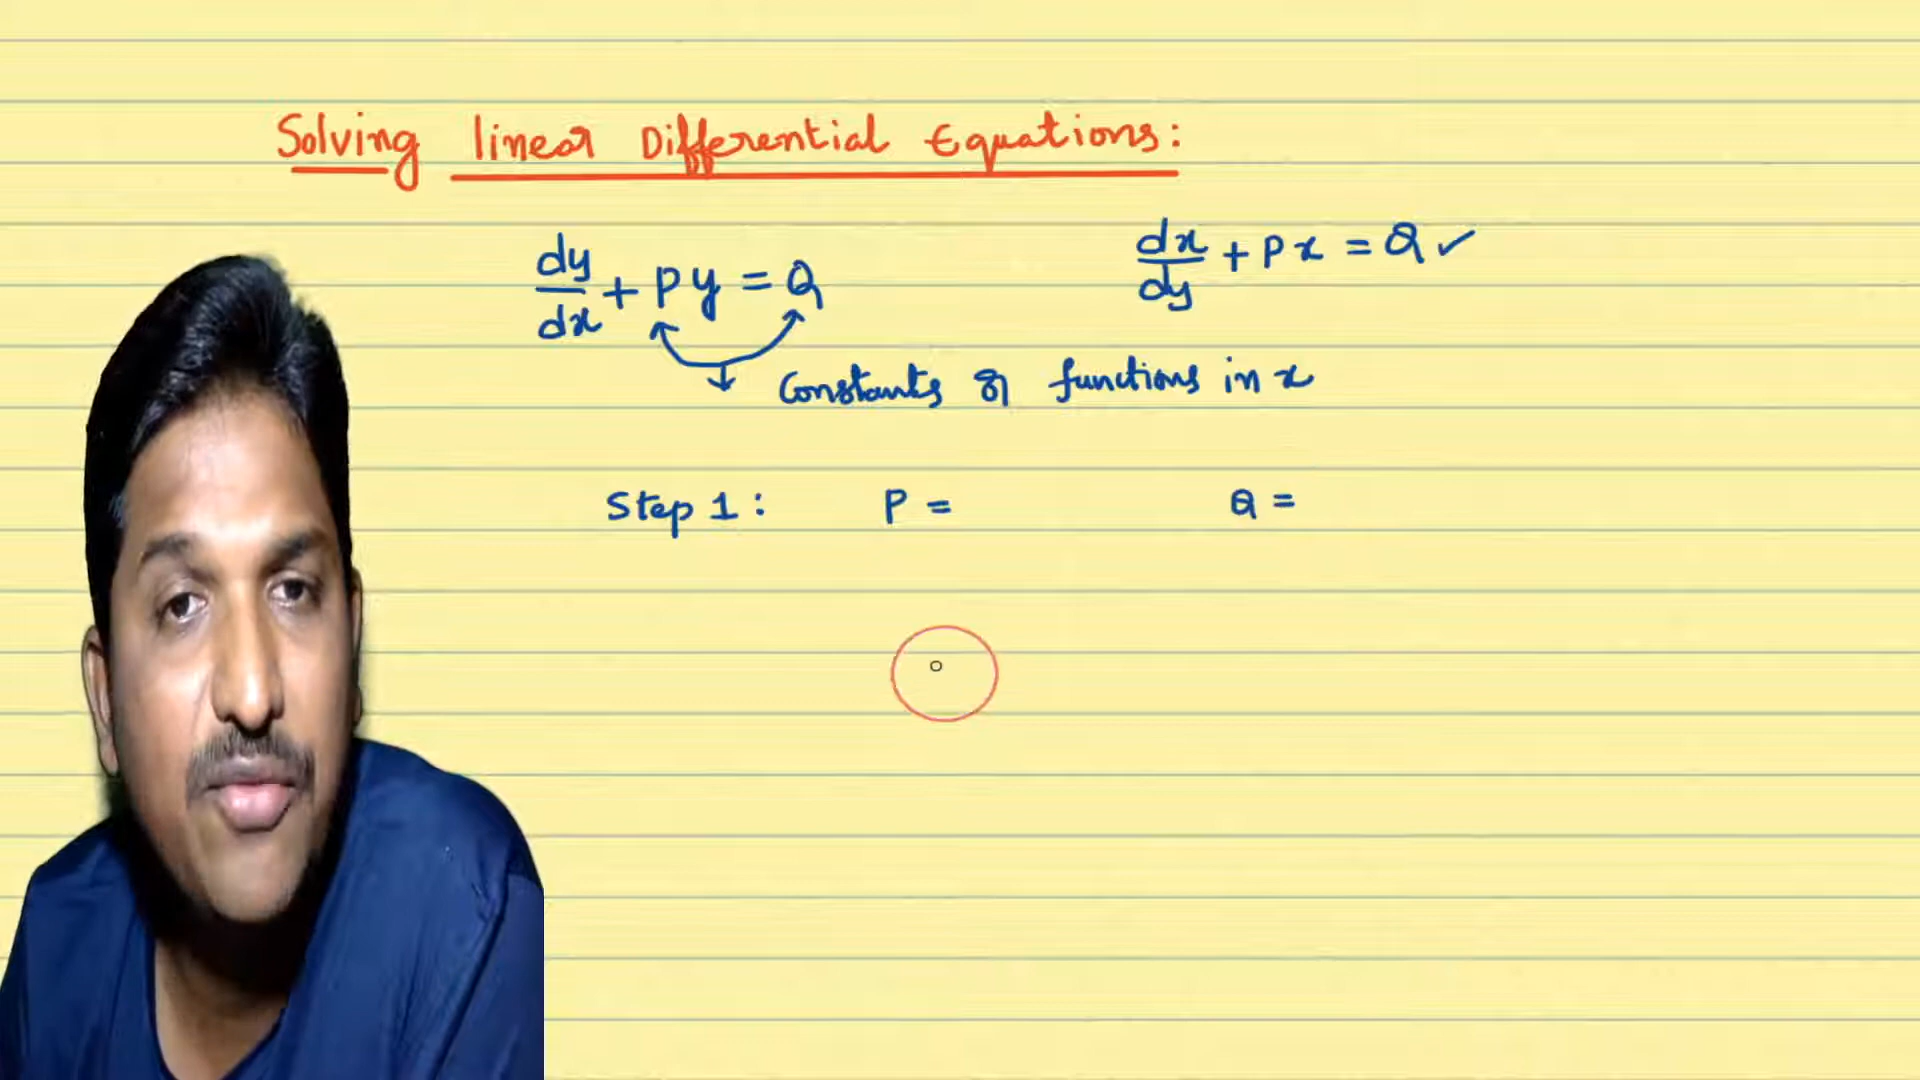 Solving linear Differential Equations:
dy/dx + py = Q
dx/dy + px = Q ✓
Constants or functions in x
Step 1: P = Q =